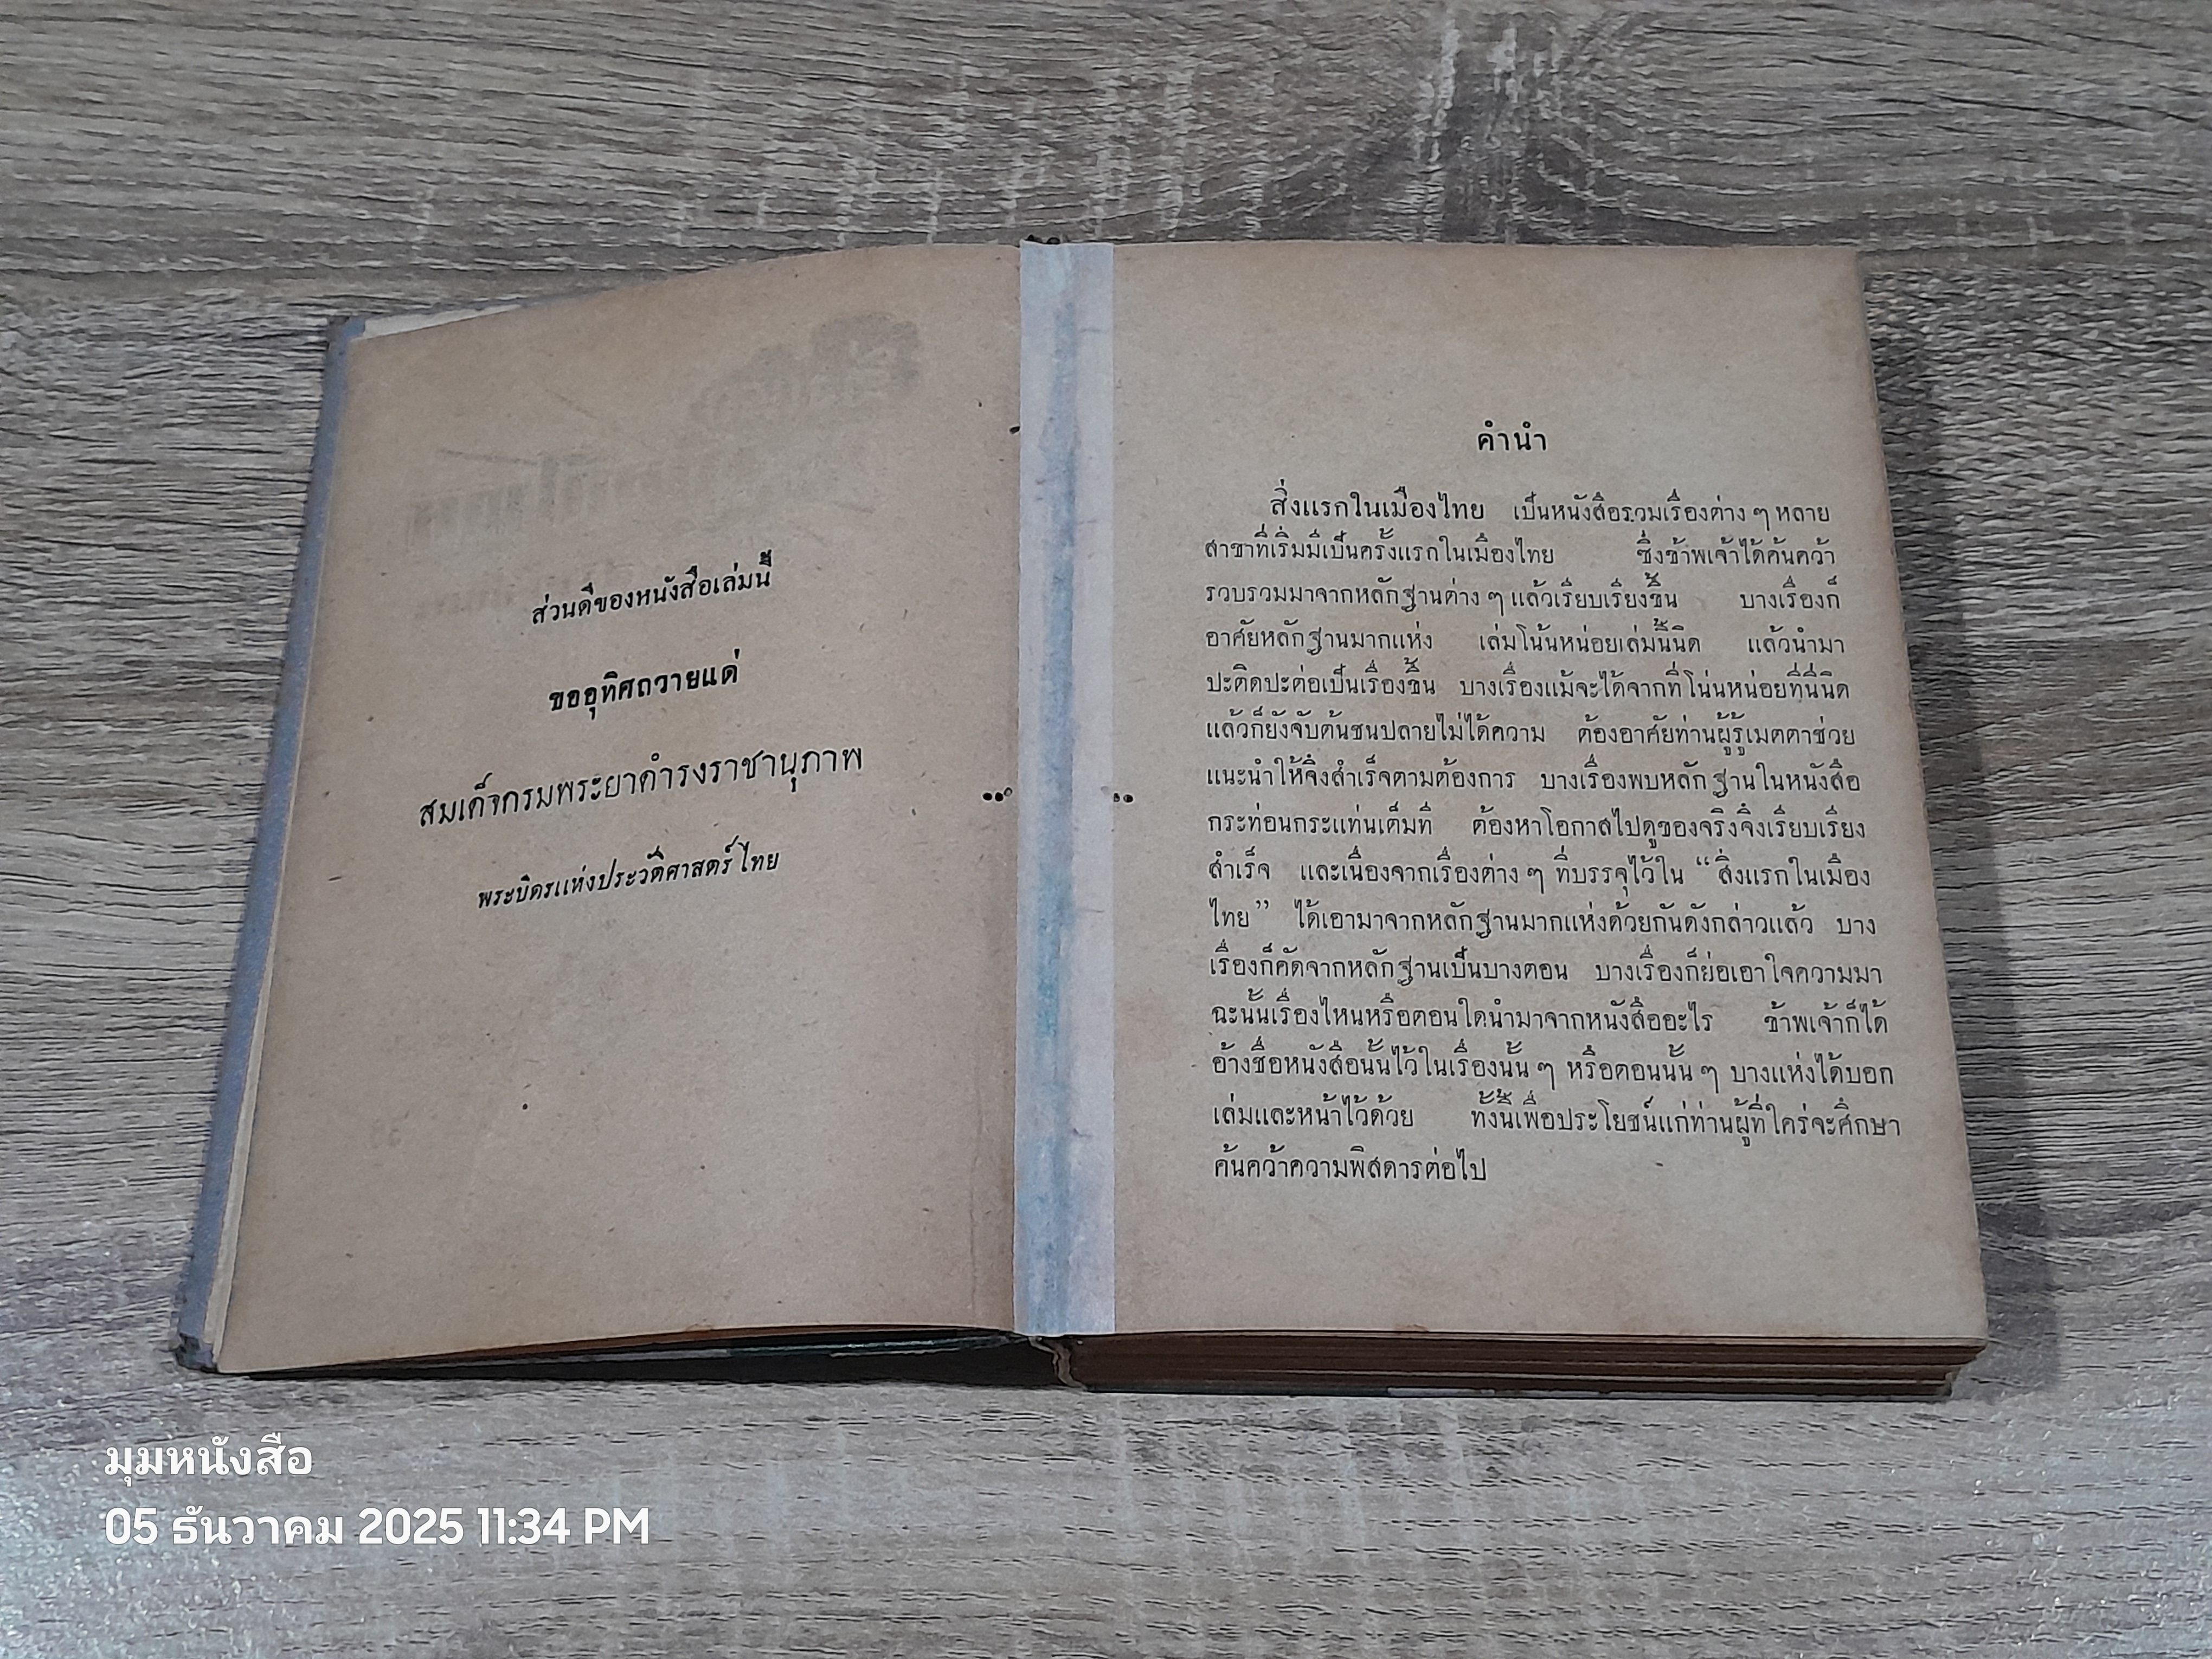 ส่วนดีของหนังสือเล่มนี้
ขออุทิศถวายแด่
สมเด็จกรมพระยาดำรงราชานุภาพ
พระบิดรแห่งประวัติศาสตร์ไทย
คำนำ
สิ่งแรกในเมืองไทย เป็นหนังสือรวมเรื่องต่าง ๆ หลาย
สาขาที่เริ่มมีเป็นครั้งแรกในเมืองไทย ซึ่งข้าพเจ้าได้ค้นคว้า
รวบรวมมาจากหลักฐานต่าง ๆ แล้วเรียบเรียงขึ้น บางเรื่องก็
อาศัยหลักฐานมากแห่ง เล่มโน้นหน่อยเล่มนี้นิด แล้วนำมา
ปะติดปะต่อเป็นเรื่องขึ้น บางเรื่องแม้จะได้จากที่โน่นหน่อยที่นี่นิด
แล้วก็ยังจับต้นชนปลายไม่ได้ความ ต้องอาศัยท่านผู้รู้เมตตาช่วย
แนะนำให้จึงสำเร็จตามต้องการ บางเรื่องพบหลักฐานในหนังสือ
กระท่อนกระแท่นเต็มที ต้องหาโอกาสไปดูของจริงจึงเรียบเรียง
สำเร็จ และเนื่องจากเรื่องต่าง ๆ ที่บรรจุไว้ใน “สิ่งแรกในเมือง
ไทย” ได้เอามาจากหลักฐานมากแห่งด้วยกันดังกล่าวแล้ว บาง
เรื่องก็คัดจากหลักฐานเป็นบางตอน บางเรื่องก็ย่อเอาใจความมา
ฉะนั้นเรื่องไหนหรือตอนใดนำมาจากหนังสืออะไร ข้าพเจ้าก็ได้
อ้างชื่อหนังสือนั้นไว้ในเรื่องนั้น ๆ หรือตอนนั้น ๆ บางแห่งได้บอก
เล่มและหน้าไว้ด้วย ทั้งนี้เพื่อประโยชน์แก่ท่านผู้ที่ใคร่จะศึกษา
ค้นคว้าความพิสดารต่อไป
มุมหนังสือ
05 ธันวาคม 2025 11:34 PM